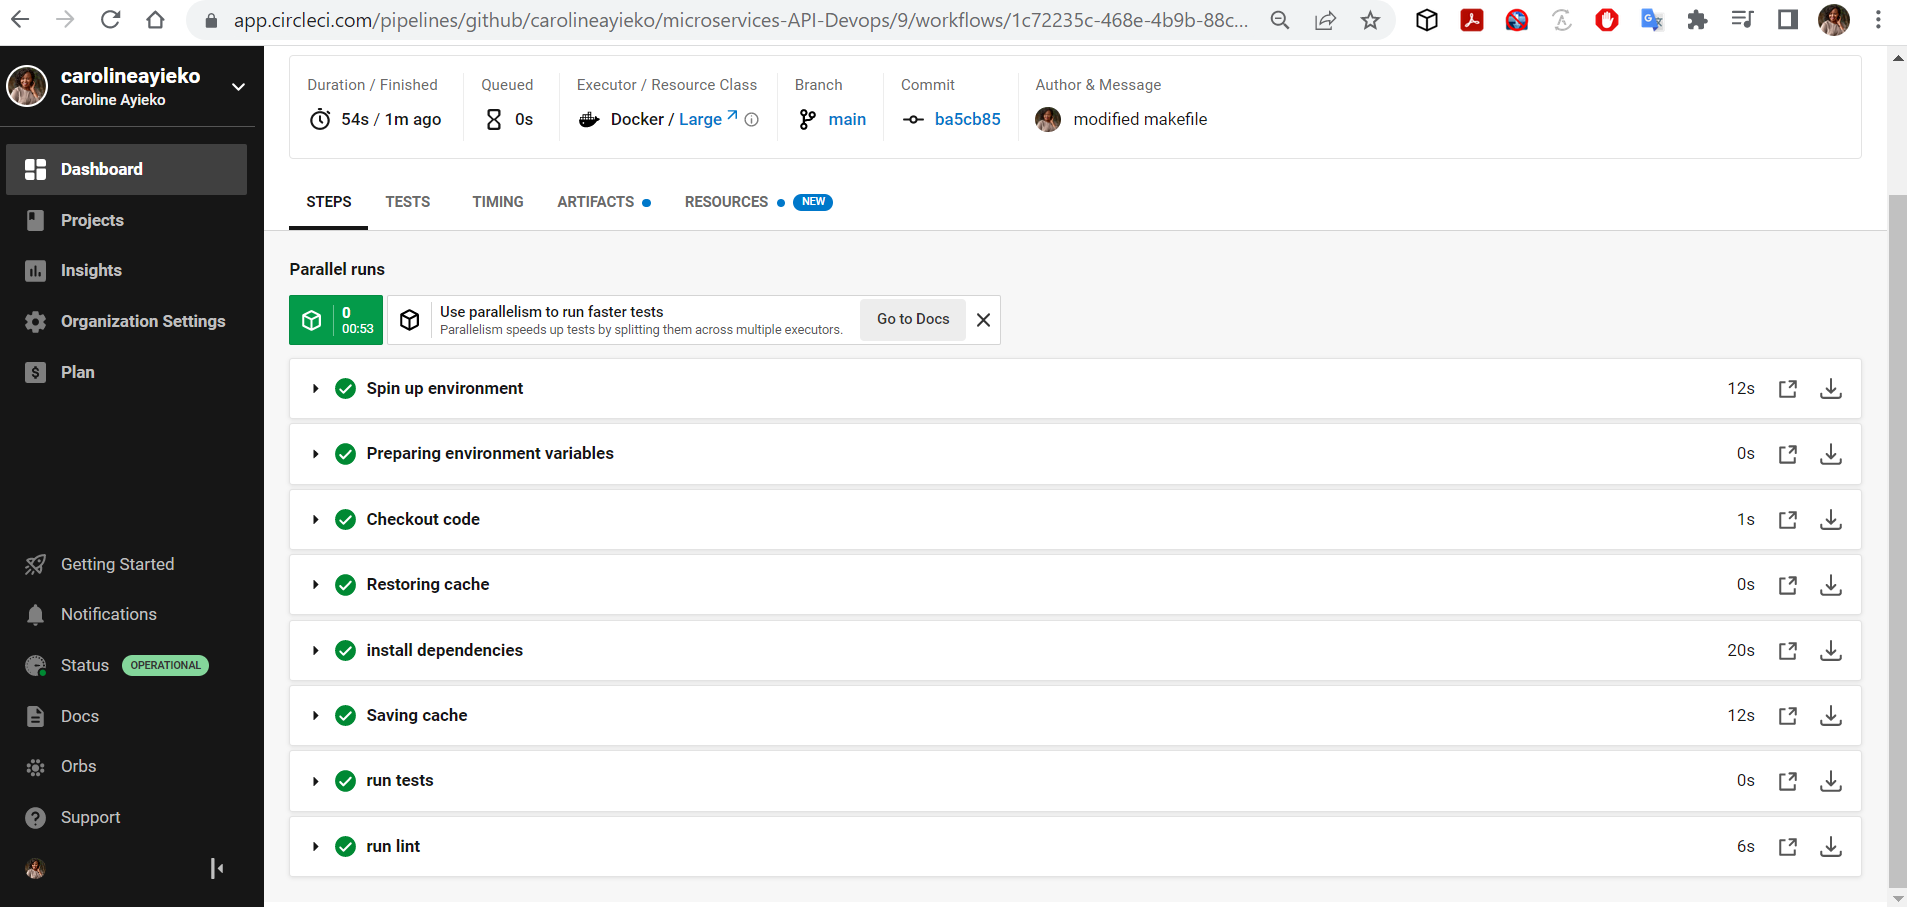 app.circleci.com/pipelines/github/carolineayieko/microservices-API-Devops/9/workflows/1c72235c-468e-4b9b-88c...
carolineayieko
Caroline Ayieko
Dashboard
Projects
Insights
Organization Settings
Plan
Getting Started
Notifications
Status OPERATIONAL
Docs
Orbs
Support
Duration / Finished
54s / 1m ago
Queued
0s
Executor / Resource Class
Docker / Large
Branch
main
Commit
ba5cb85
Author & Message
modified makefile
STEPS TESTS TIMING ARTIFACTS RESOURCES NEW
Parallel runs
0
00:53
Use parallelism to run faster tests
Parallelism speeds up tests by splitting them across multiple executors.
Go to Docs
Spin up environment 12s
Preparing environment variables 0s
Checkout code 1s
Restoring cache 0s
install dependencies 20s
Saving cache 12s
run tests 0s
run lint 6s